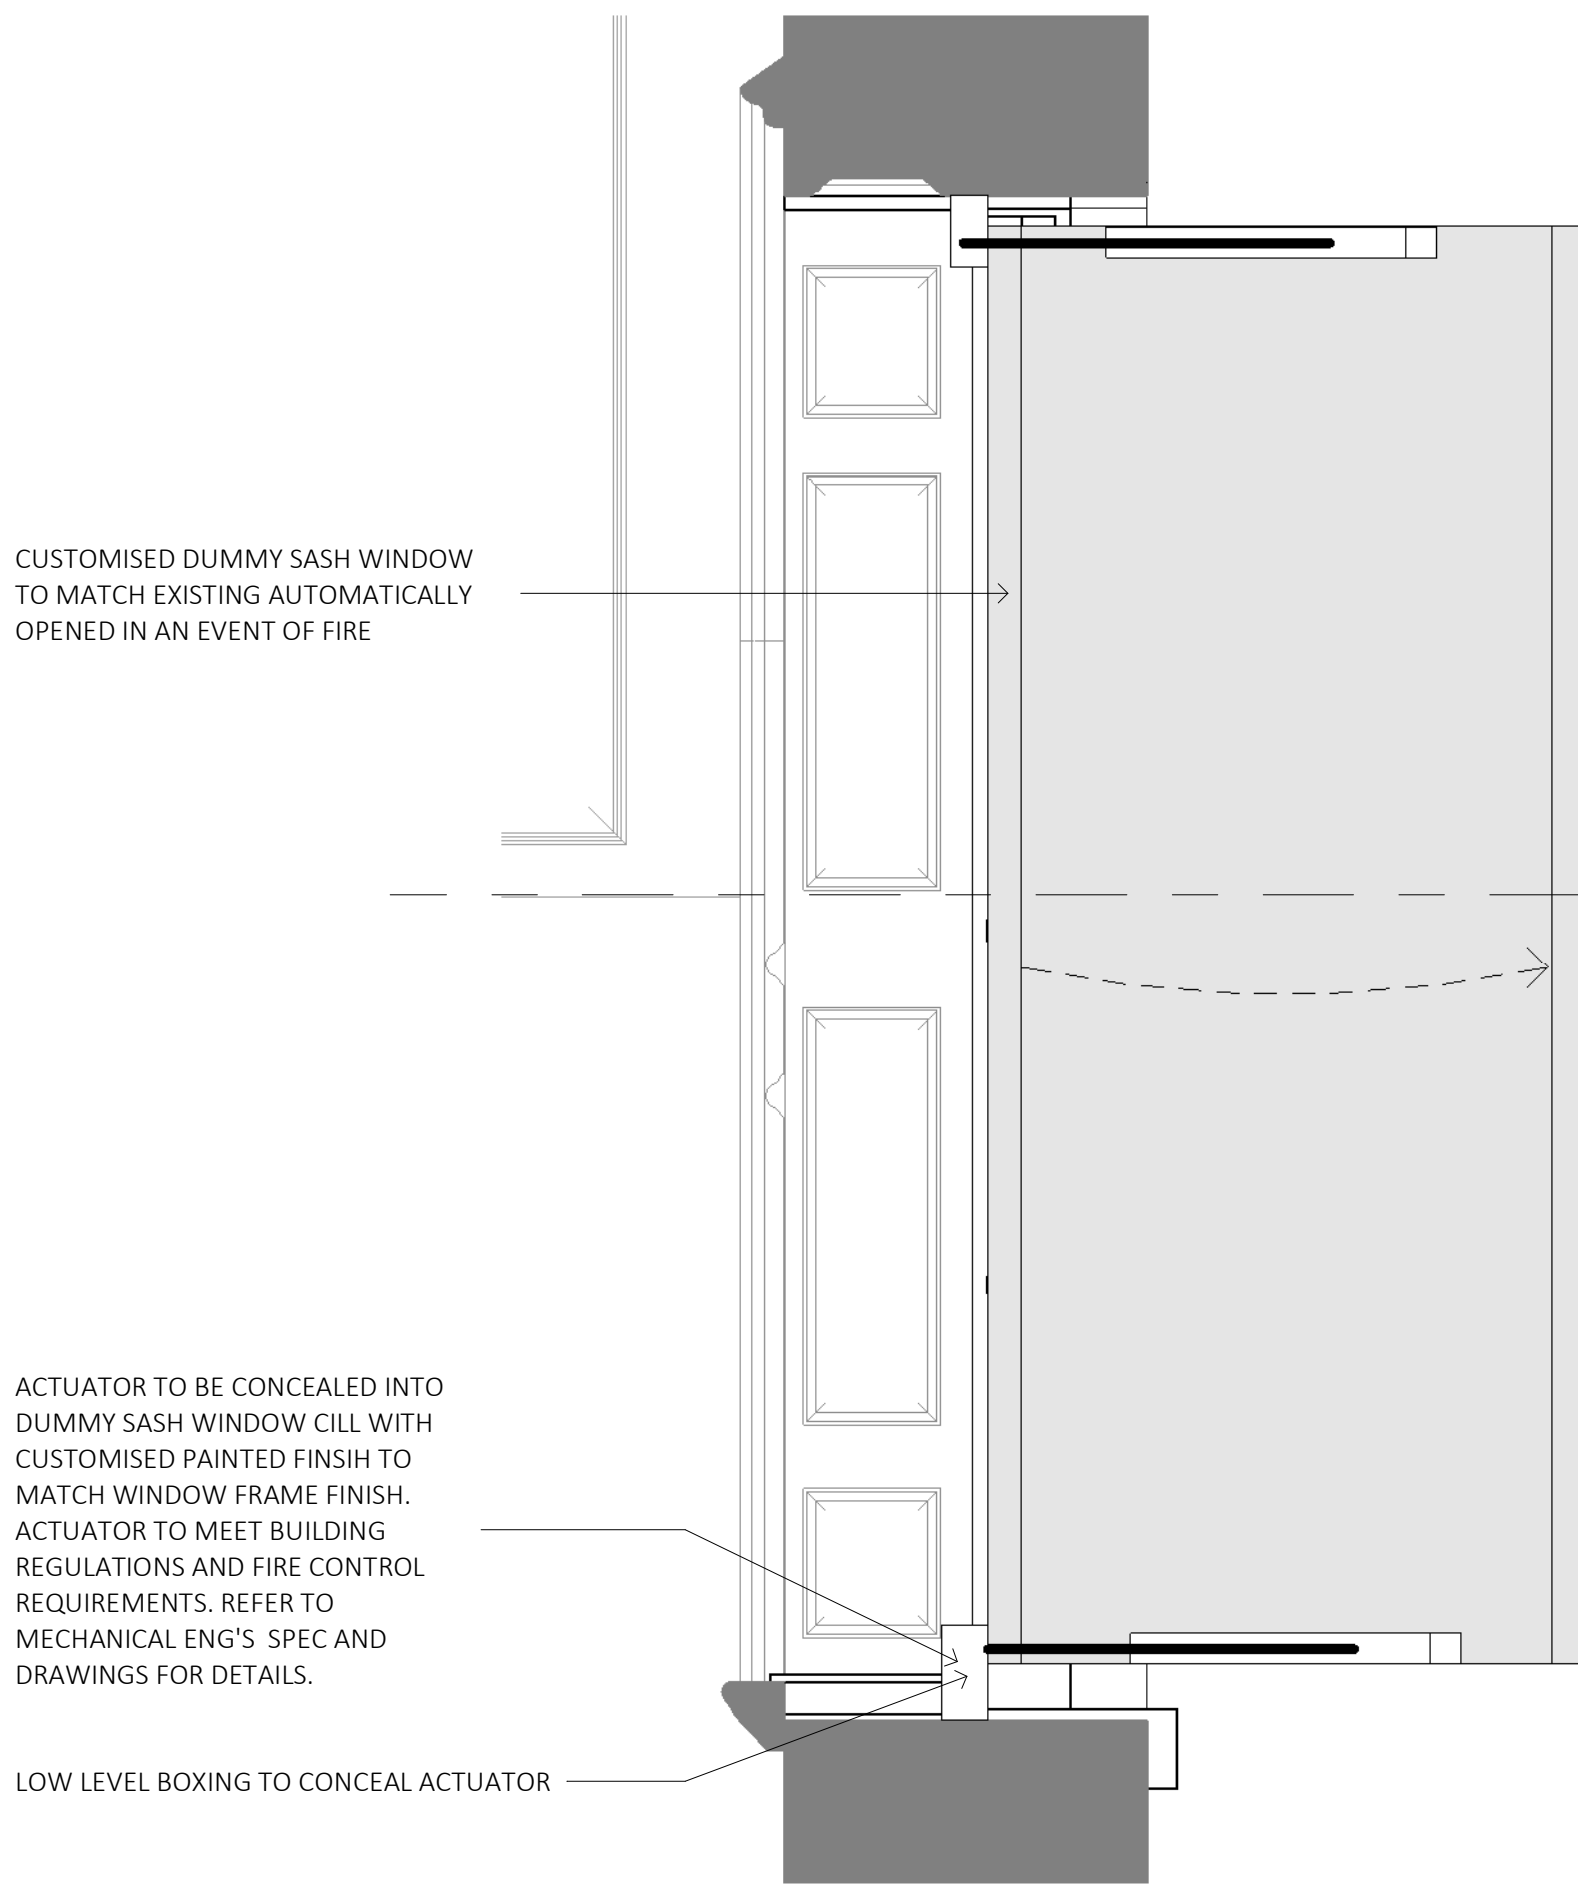 CUSTOMISED DUMMY SASH WINDOW
TO MATCH EXISTING AUTOMATICALLY
OPENED IN AN EVENT OF FIRE
ACTUATOR TO BE CONCEALED INTO
DUMMY SASH WINDOW CILL WITH
CUSTOMISED PAINTED FINSIH TO
MATCH WINDOW FRAME FINISH.
ACTUATOR TO MEET BUILDING
REGULATIONS AND FIRE CONTROL
REQUIREMENTS. REFER TO
MECHANICAL ENG'S  SPEC AND
DRAWINGS FOR DETAILS.
LOW LEVEL BOXING TO CONCEAL ACTUATOR